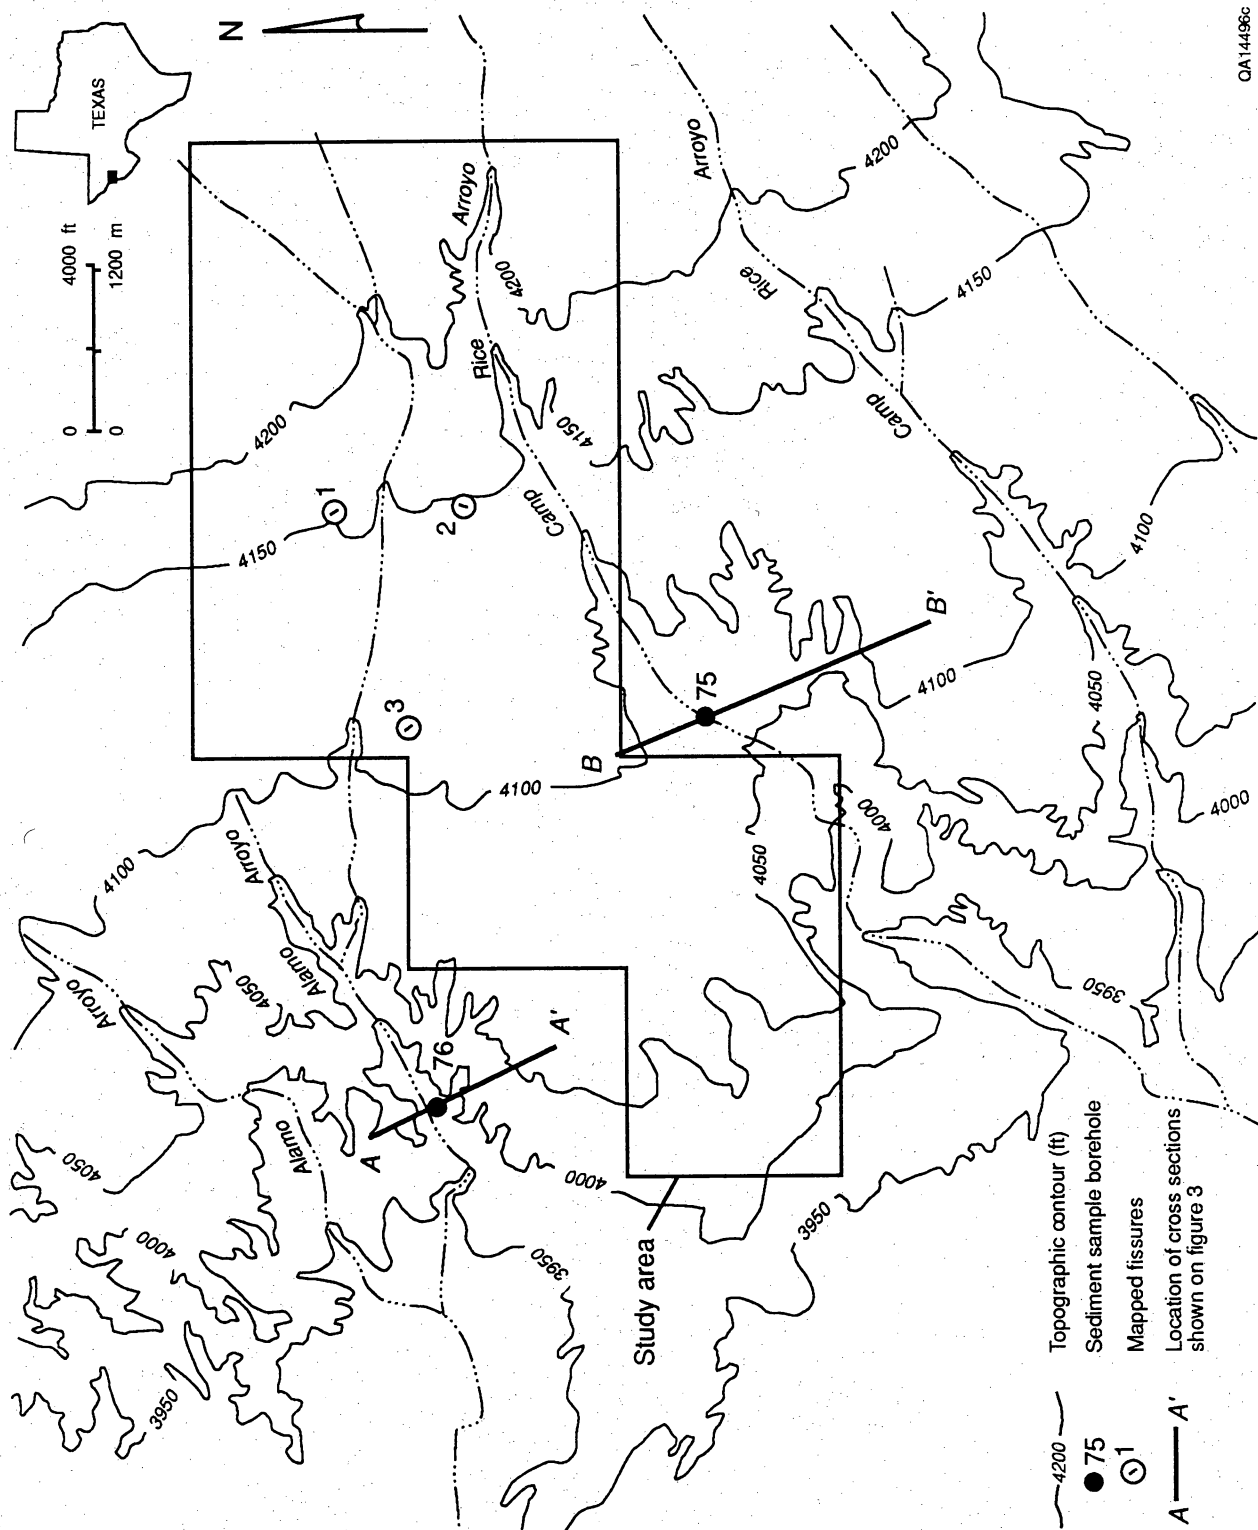 N
TEXAS
0 4000 ft
0 1200 m
QA14496c
4200
4150
4200
4150
4100
4100
4050
4050
4000
3950
4000
3950
4200
4150
4100
4100
4050
4000
4050
4000
3950
3950
Arroyo
Alamo
Arroyo
Alamo
Camp
Rice
Arroyo
Camp
Rice
Arroyo
1
2
3
A
A'
76
B
B'
75
Study area
4200 Topographic contour (ft)
75 Sediment sample borehole
1 Mapped fissures
A A' Location of cross sections
shown on figure 3